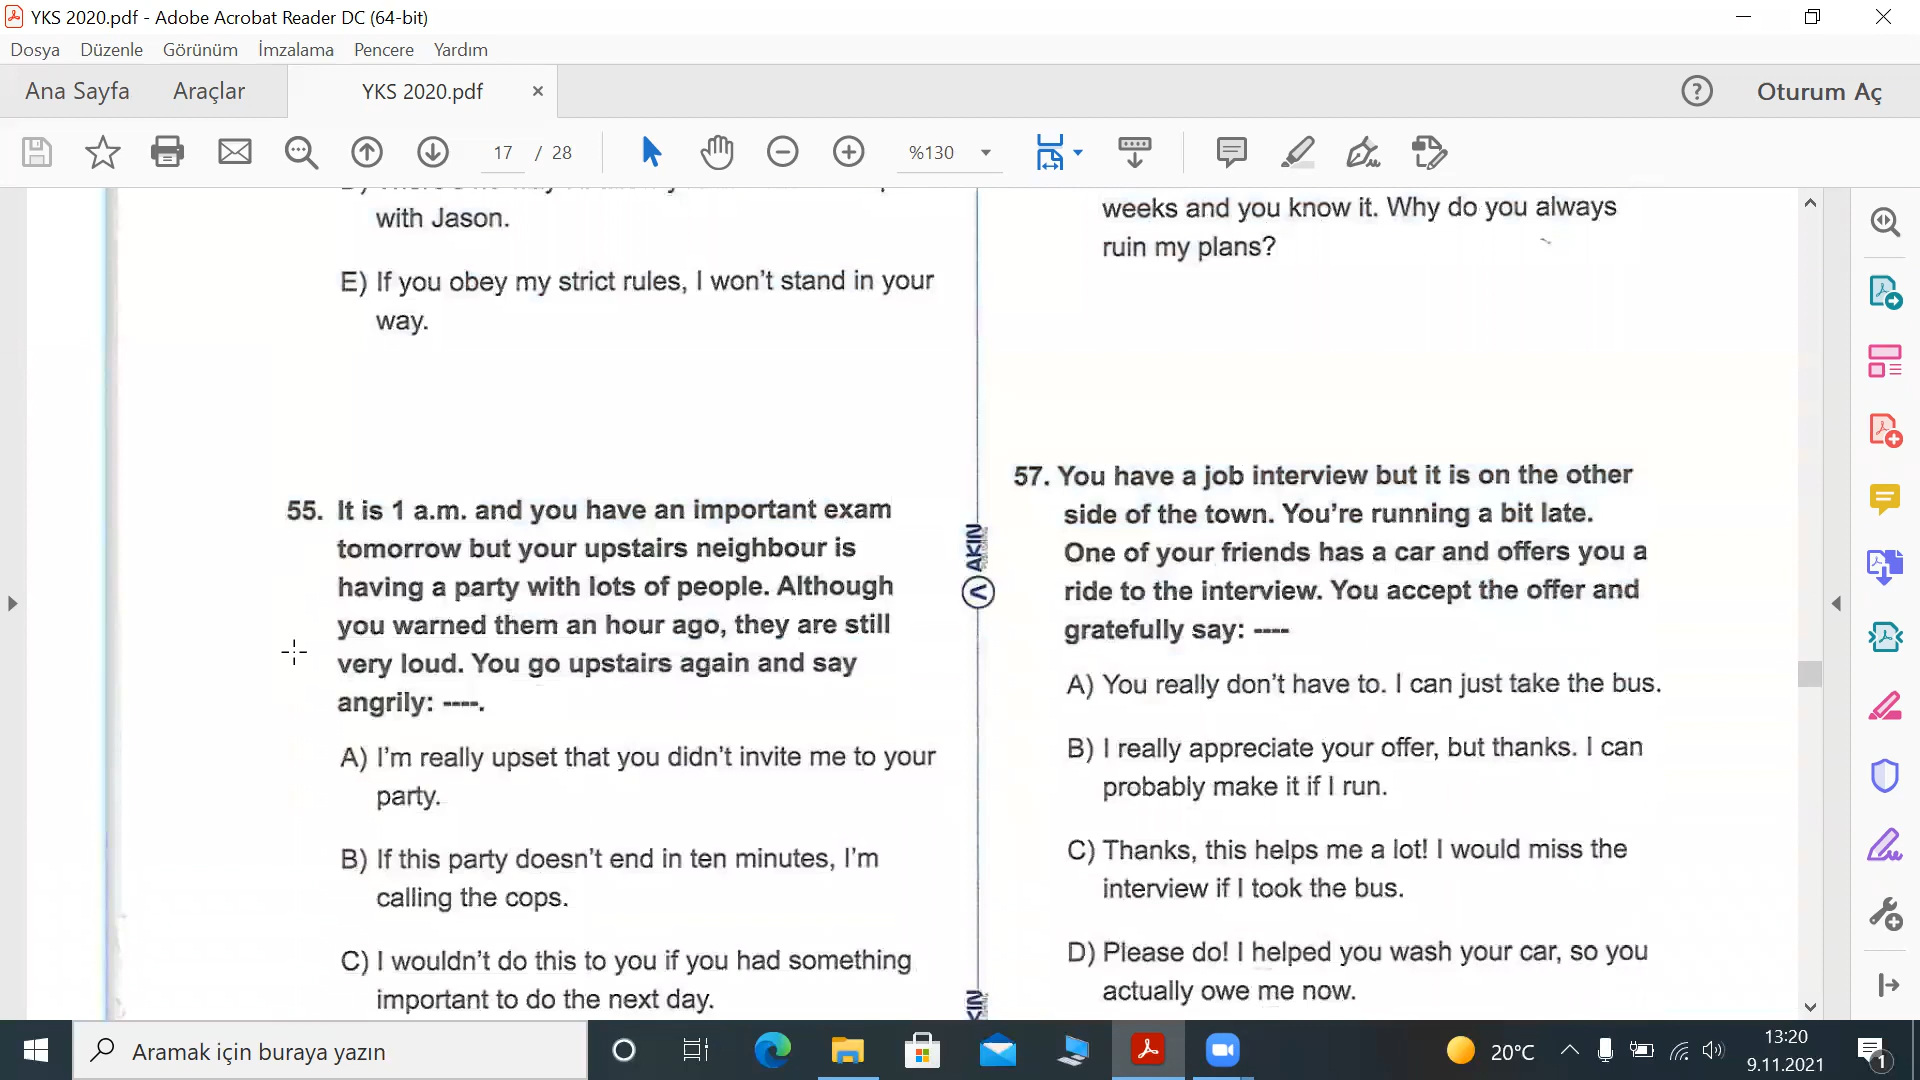 YKS 2020.pdf - Adobe Acrobat Reader DC (64-bit)
Dosya Düzenle Görünüm İmzalama Pencere Yardım
Ana Sayfa Araçlar YKS 2020.pdf Oturum Aç
17 / 28 %130
with Jason.
E) If you obey my strict rules, I won't stand in your
way.
55. It is 1 a.m. and you have an important exam
tomorrow but your upstairs neighbour is
having a party with lots of people. Although
you warned them an hour ago, they are still
very loud. You go upstairs again and say
angrily: ----.
A) I'm really upset that you didn't invite me to your
party.
B) If this party doesn't end in ten minutes, I'm
calling the cops.
C) I wouldn't do this to you if you had something
important to do the next day.
AKIN
weeks and you know it. Why do you always
ruin my plans?
57. You have a job interview but it is on the other
side of the town. You're running a bit late.
One of your friends has a car and offers you a
ride to the interview. You accept the offer and
gratefully say: ----
A) You really don't have to. I can just take the bus.
B) I really appreciate your offer, but thanks. I can
probably make it if I run.
C) Thanks, this helps me a lot! I would miss the
interview if I took the bus.
D) Please do! I helped you wash your car, so you
actually owe me now.
Aramak için buraya yazın
20°C
13:20
9.11.2021
1